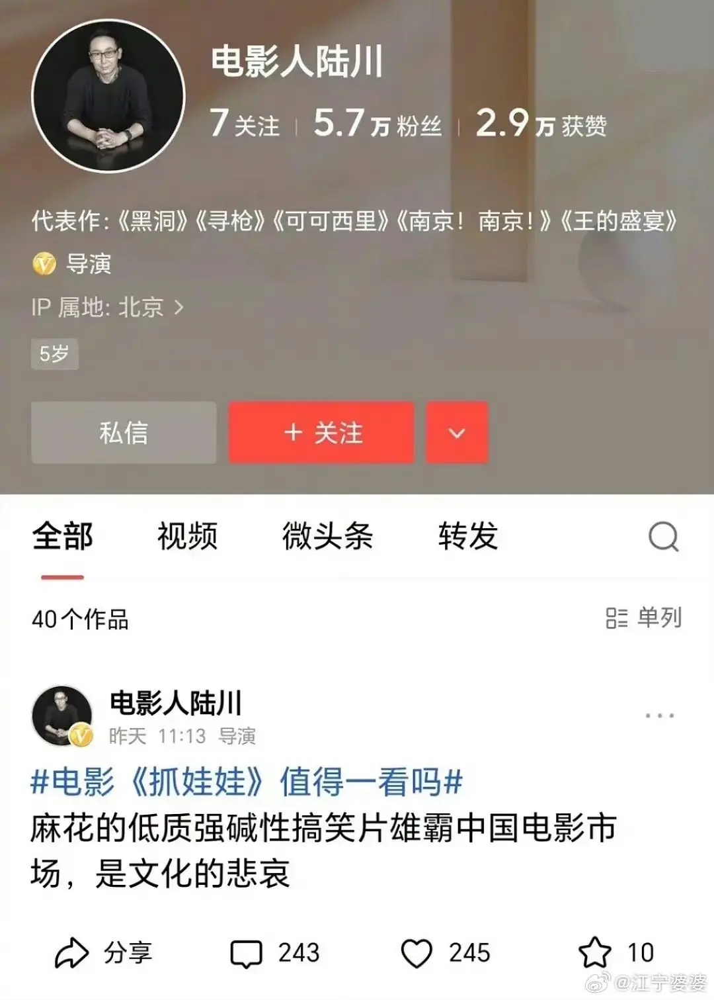 电影人陆川
7关注 5.7万粉丝 2.9万获赞
代表作:《黑洞》《寻枪》《可可西里》《南京！南京！》《王的盛宴》
导演
IP 属地: 北京
5岁
私信
+ 关注
全部 视频 微头条 转发
40个作品 单列
电影人陆川
昨天 11:13 导演
#电影《抓娃娃》值得一看吗#
麻花的低质强碱性搞笑片雄霸中国电影市
场，是文化的悲哀
分享 243 245 10
@江宁婆婆